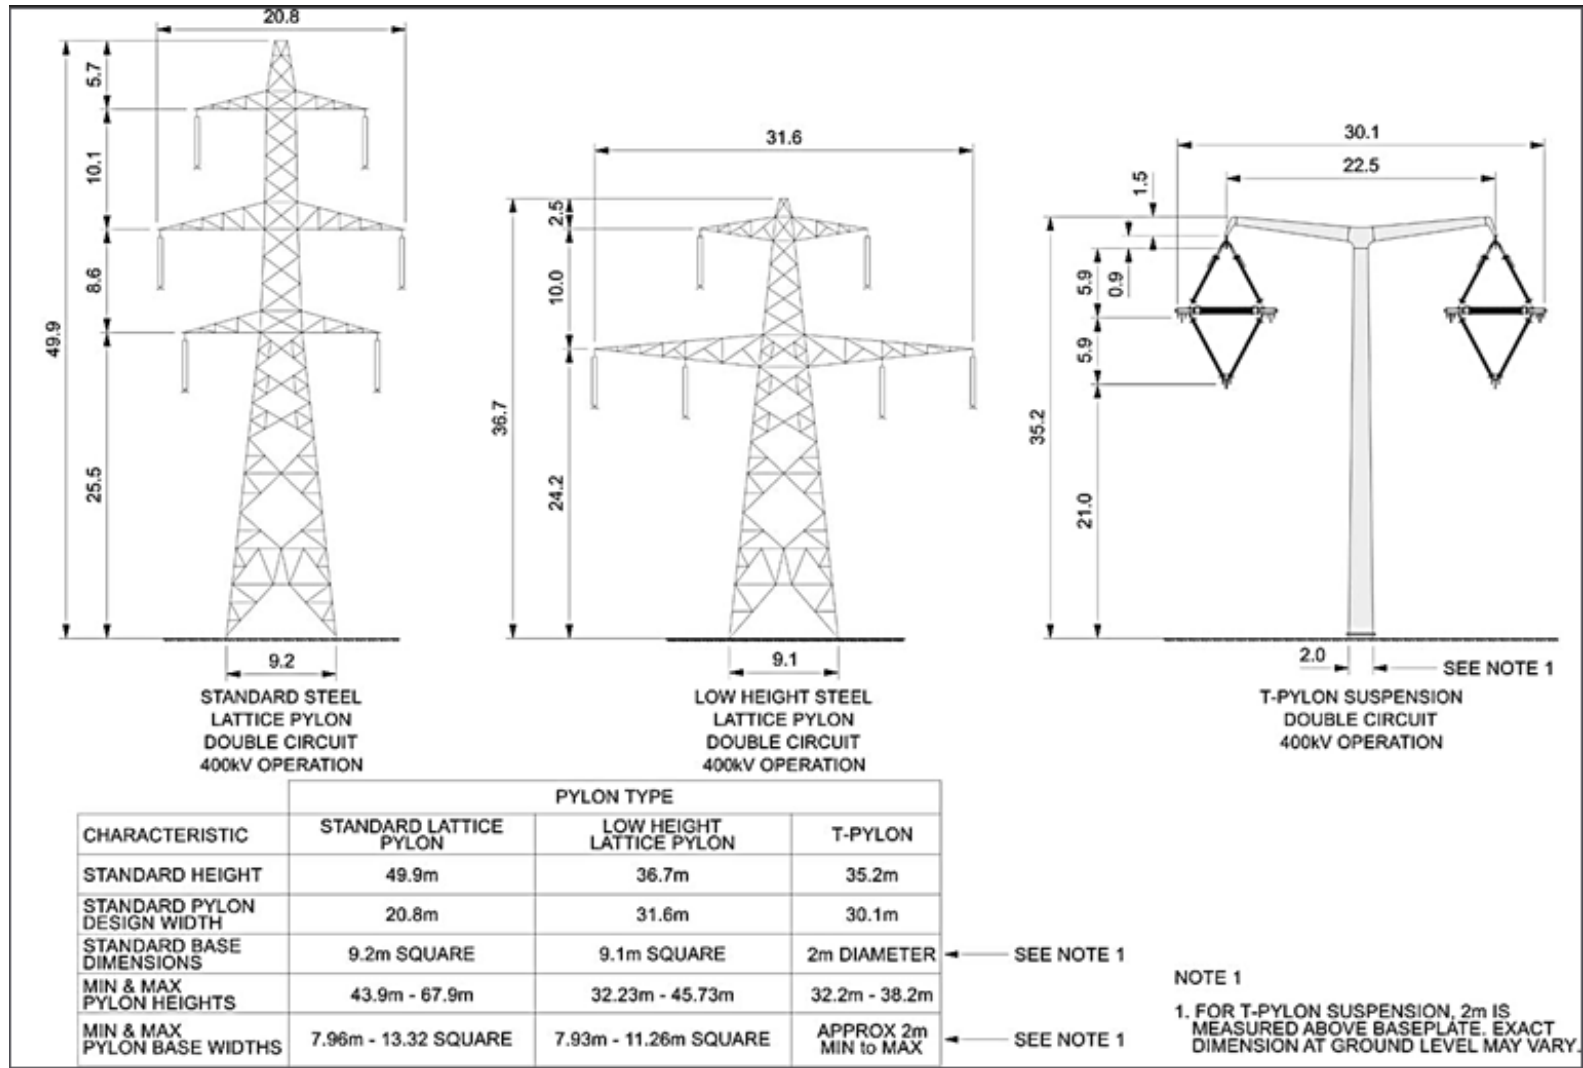 20.8
5.7
10.1
8.6
49.9
25.5
9.2
STANDARD STEEL
LATTICE PYLON
DOUBLE CIRCUIT
400kV OPERATION
31.6
2.5
10.0
36.7
24.2
9.1
LOW HEIGHT STEEL
LATTICE PYLON
DOUBLE CIRCUIT
400kV OPERATION
30.1
22.5
1.5
5.9
0.9
5.9
35.2
21.0
2.0
SEE NOTE 1
T-PYLON SUSPENSION
DOUBLE CIRCUIT
400kV OPERATION
PYLON TYPE
CHARACTERISTIC
STANDARD LATTICE
PYLON
LOW HEIGHT
LATTICE PYLON
T-PYLON
STANDARD HEIGHT
49.9m
36.7m
35.2m
STANDARD PYLON
DESIGN WIDTH
20.8m
31.6m
30.1m
STANDARD BASE
DIMENSIONS
9.2m SQUARE
9.1m SQUARE
2m DIAMETER
SEE NOTE 1
MIN & MAX
PYLON HEIGHTS
43.9m - 67.9m
32.23m - 45.73m
32.2m - 38.2m
MIN & MAX
PYLON BASE WIDTHS
7.96m - 13.32 SQUARE
7.93m - 11.26m SQUARE
APPROX 2m
MIN to MAX
SEE NOTE 1
NOTE 1
1. FOR T-PYLON SUSPENSION, 2m IS
MEASURED ABOVE BASEPLATE. EXACT
DIMENSION AT GROUND LEVEL MAY VARY.